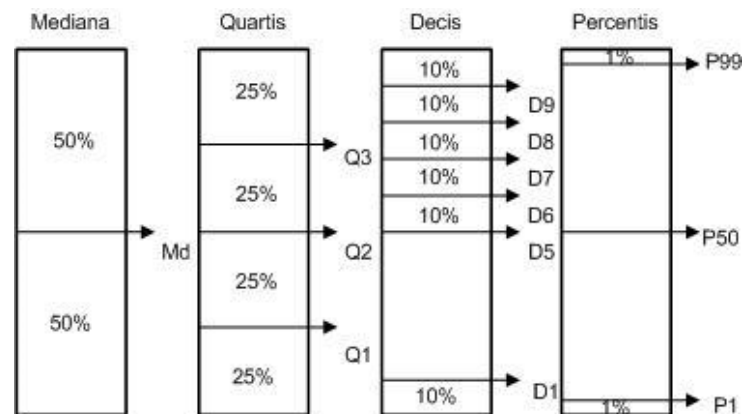 Mediana Quartis Decis Percentis
1% P99
10%
25% D9
10%
50% D8
10%
Q3 D7
10%
25% D6
10%
Md Q2 D5 P50
25%
50%
Q1
25% 10% D1 1% P1